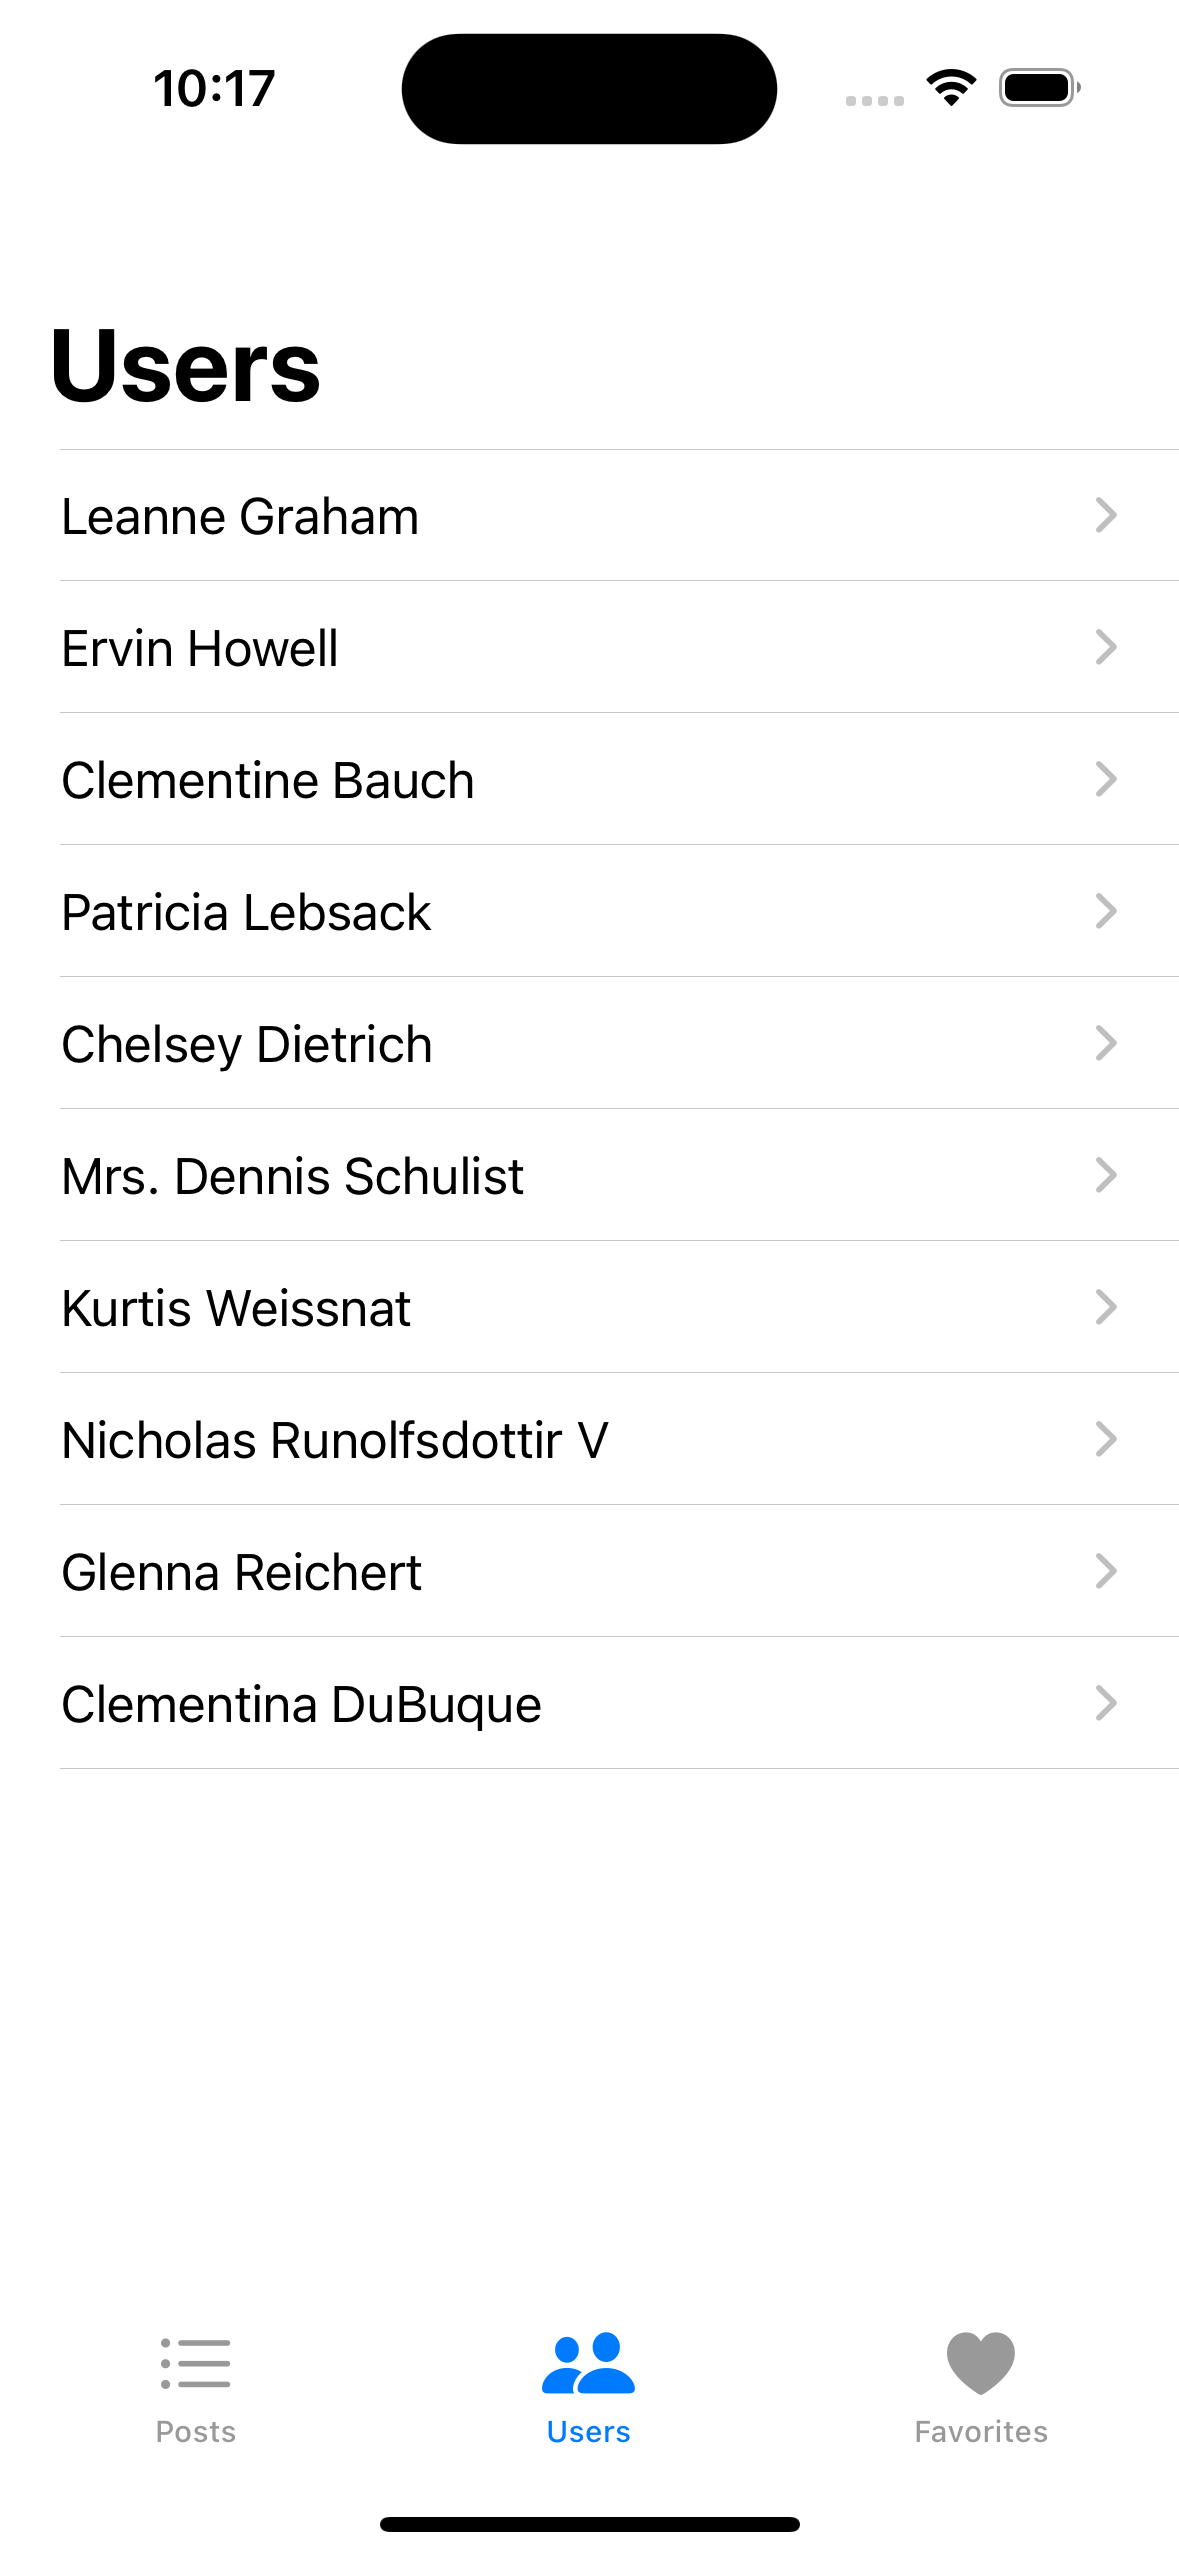 10:17
Users
Leanne Graham
Ervin Howell
Clementine Bauch
Patricia Lebsack
Chelsey Dietrich
Mrs. Dennis Schulist
Kurtis Weissnat
Nicholas Runolfsdottir V
Glenna Reichert
Clementina DuBuque
Posts
Users
Favorites